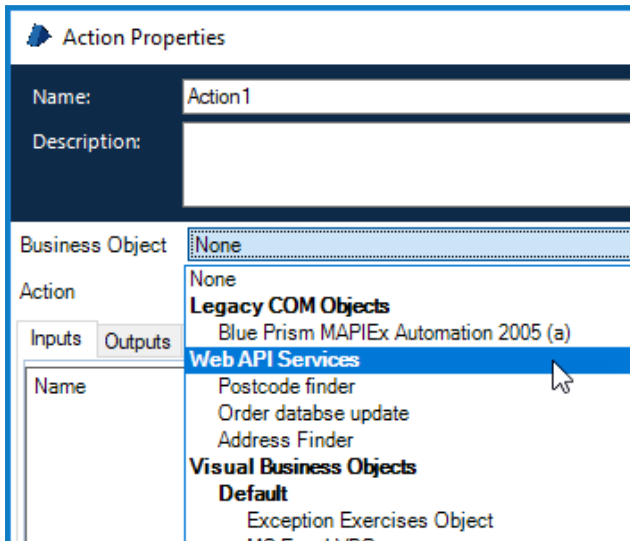 Action Properties
Name:
Action1
Description:
Business Object
None
Action
None
Legacy COM Objects
Blue Prism MAPIEx Automation 2005 (a)
Inputs
Outputs
Web API Services
Name
Postcode finder
Order databse update
Address Finder
Visual Business Objects
Default
Exception Exercises Object